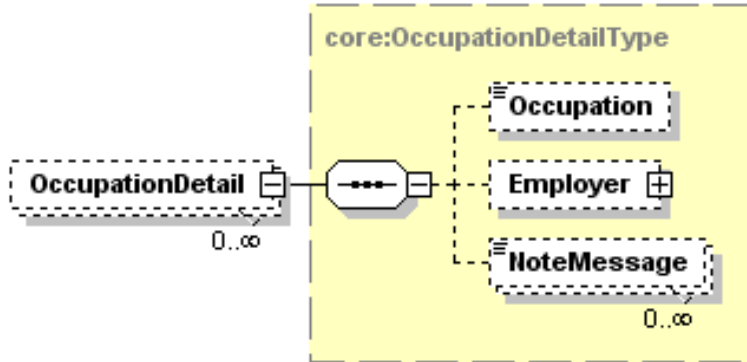 core:OccupationDetailType
Occupation
OccupationDetail
Employer
0..∞
NoteMessage
0..∞